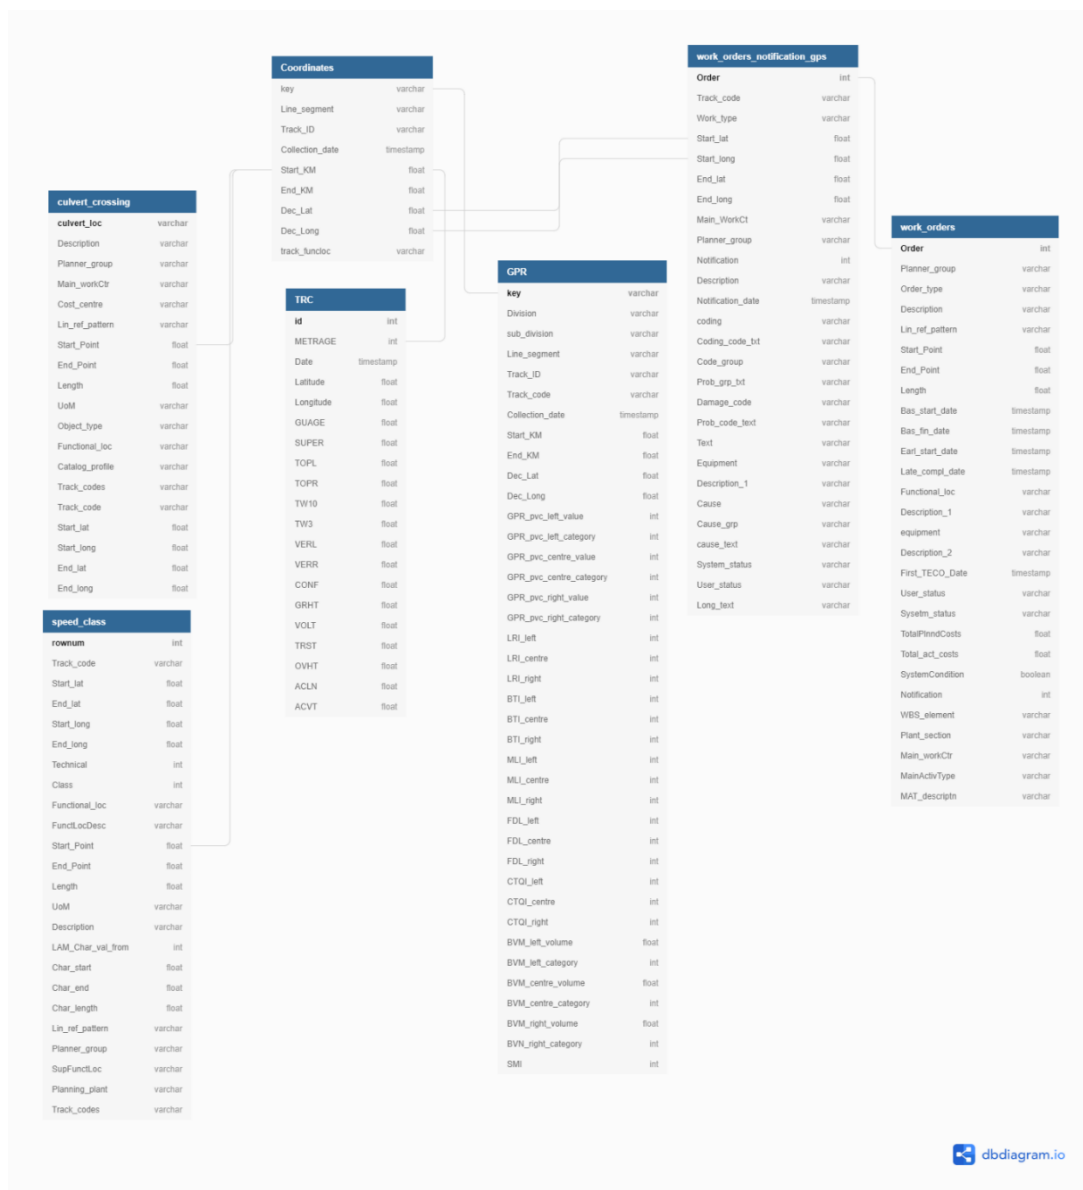 Coordinates
key varchar
Line_segment varchar
Track_ID varchar
Collection_date timestamp
Start_KM float
End_KM float
Dec_Lat float
Dec_Long float
track_funcloc varchar
work_orders_notification_gps
Order int
Track_code varchar
Work_type varchar
Start_lat float
Start_long float
End_lat float
End_long float
Main_WorkCt varchar
Planner_group varchar
Notification int
Description varchar
Notification_date timestamp
coding varchar
Coding_code_txt varchar
Code_group varchar
Prob_grp_txt varchar
Damage_code varchar
Prob_code_text varchar
Text varchar
Equipment varchar
Description_1 varchar
Cause varchar
Cause_grp varchar
cause_text varchar
System_status varchar
User_status varchar
Long_text varchar
culvert_crossing
culvert_loc varchar
Description varchar
Planner_group varchar
Main_workCtr varchar
Cost_centre varchar
Lin_ref_pattern varchar
Start_Point float
End_Point float
Length float
UoM varchar
Object_type varchar
Functional_loc varchar
Catalog_profile varchar
Track_codes varchar
Track_code varchar
Start_lat float
Start_long float
End_lat float
End_long float
work_orders
Order int
Planner_group varchar
Order_type varchar
Description varchar
Lin_ref_pattern varchar
Start_Point float
End_Point float
Length float
Bas_start_date timestamp
Bas_fin_date timestamp
Earl_start_date timestamp
Late_compl_date timestamp
Functional_loc varchar
Description_1 varchar
equipment varchar
Description_2 varchar
First_TECO_Date timestamp
User_status varchar
Sysetm_status varchar
TotalPlnndCosts float
Total_act_costs float
SystemCondition boolean
Notification int
WBS_element varchar
Plant_section varchar
Main_workCtr varchar
MainActivType varchar
MAT_descriptn varchar
GPR
key varchar
Division varchar
sub_division varchar
Line_segment varchar
Track_ID varchar
Track_code varchar
Collection_date timestamp
Start_KM float
End_KM float
Dec_Lat float
Dec_Long float
GPR_pvc_left_value int
GPR_pvc_left_category int
GPR_pvc_centre_value int
GPR_pvc_centre_category int
GPR_pvc_right_value int
GPR_pvc_right_category int
LRI_left int
LRI_centre int
LRI_right int
BTI_left int
BTI_centre int
BTI_right int
MLI_left int
MLI_centre int
MLI_right int
FDL_left int
FDL_centre int
FDL_right int
CTQI_left int
CTQI_centre int
CTQI_right int
BVM_left_volume float
BVM_left_category int
BVM_centre_volume float
BVM_centre_category int
BVM_right_volume float
BVN_right_category int
SMI int
TRC
id int
METRAGE int
Date timestamp
Latitude float
Longitude float
GUAGE float
SUPER float
TOPL float
TOPR float
TW10 float
TW3 float
VERL float
VERR float
CONF float
GRHT float
VOLT float
TRST float
OVHT float
ACLN float
ACVT float
speed_class
rownum int
Track_code varchar
Start_lat float
End_lat float
Start_long float
End_long float
Technical int
Class int
Functional_loc varchar
FunctLocDesc varchar
Start_Point float
End_Point float
Length float
UoM varchar
Description varchar
LAM_Char_val_from int
Char_start float
Char_end float
Char_length float
Lin_ref_pattern varchar
Planner_group varchar
SupFunctLoc varchar
Planning_plant varchar
Track_codes varchar
dbdiagram.io